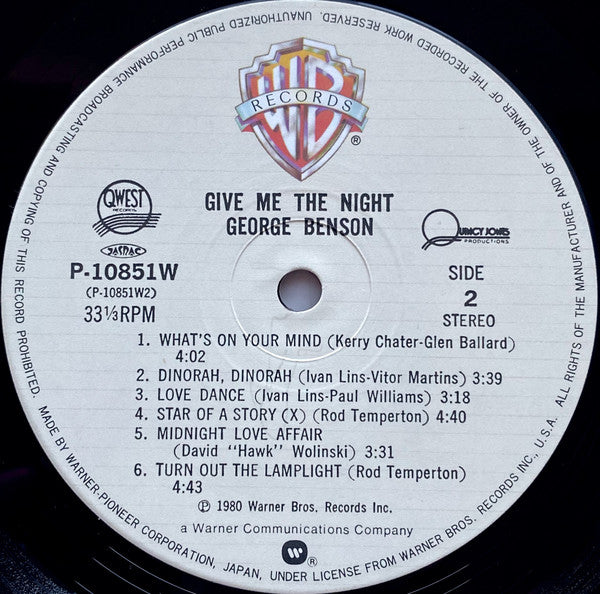 WB
RECORDS
®
GIVE ME THE NIGHT
GEORGE BENSON
QWEST
RECORDS
JASRAC
P-10851W
(P-10851W2)
33⅓RPM
QUINCY JONES
PRODUCTIONS
SIDE
2
STEREO
1. WHAT'S ON YOUR MIND (Kerry Chater-Glen Ballard)
4:02
2. DINORAH, DINORAH (Ivan Lins-Vitor Martins) 3:39
3. LOVE DANCE (Ivan Lins-Paul Williams) 3:18
4. STAR OF A STORY (X) (Rod Temperton) 4:40
5. MIDNIGHT LOVE AFFAIR
(David "Hawk" Wolinski) 3:31
6. TURN OUT THE LAMPLIGHT (Rod Temperton)
4:43
℗ 1980 Warner Bros. Records Inc.
a Warner Communications Company
®
MADE BY WARNER-PIONEER CORPORATION, JAPAN, UNDER LICENSE FROM WARNER BROS. RECORDS INC., U.S.A. ALL RIGHTS OF THE MANUFACTURER AND OF THE OWNER OF THE RECORDED WORK RESERVED. UNAUTHORIZED PUBLIC PERFORMANCE BROADCASTING AND COPYING OF THIS RECORD PROHIBITED.